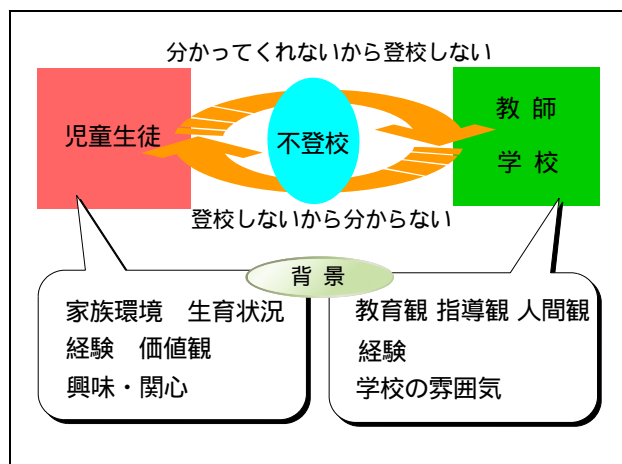 分かってくれないから登校しない
児童生徒
不登校
教 師
学 校
登校しないから分からない
背 景
家族環境　生育状況
経験　価値観
興味・関心
教育観 指導観 人間観
経験
学校の雰囲気